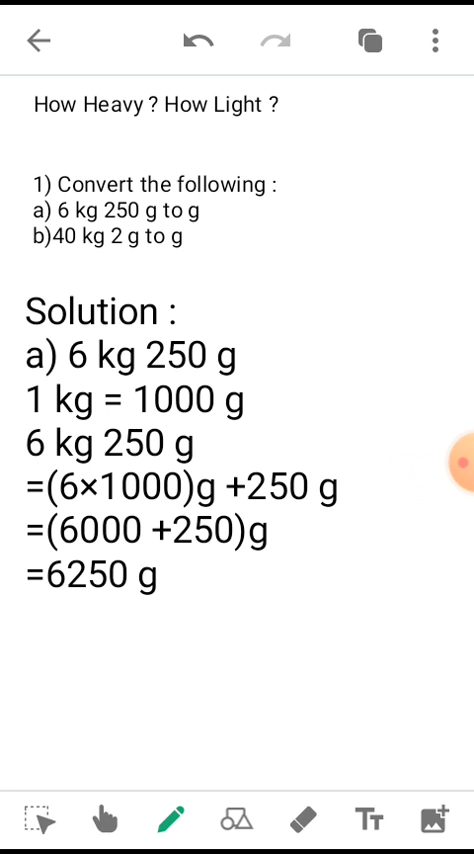 How Heavy ? How Light ?
1) Convert the following :
a) 6 kg 250 g to g
b)40 kg 2 g to g
Solution :
a) 6 kg 250 g
1 kg = 1000 g
6 kg 250 g
=(6×1000)g +250 g
=(6000 +250)g
=6250 g
TT